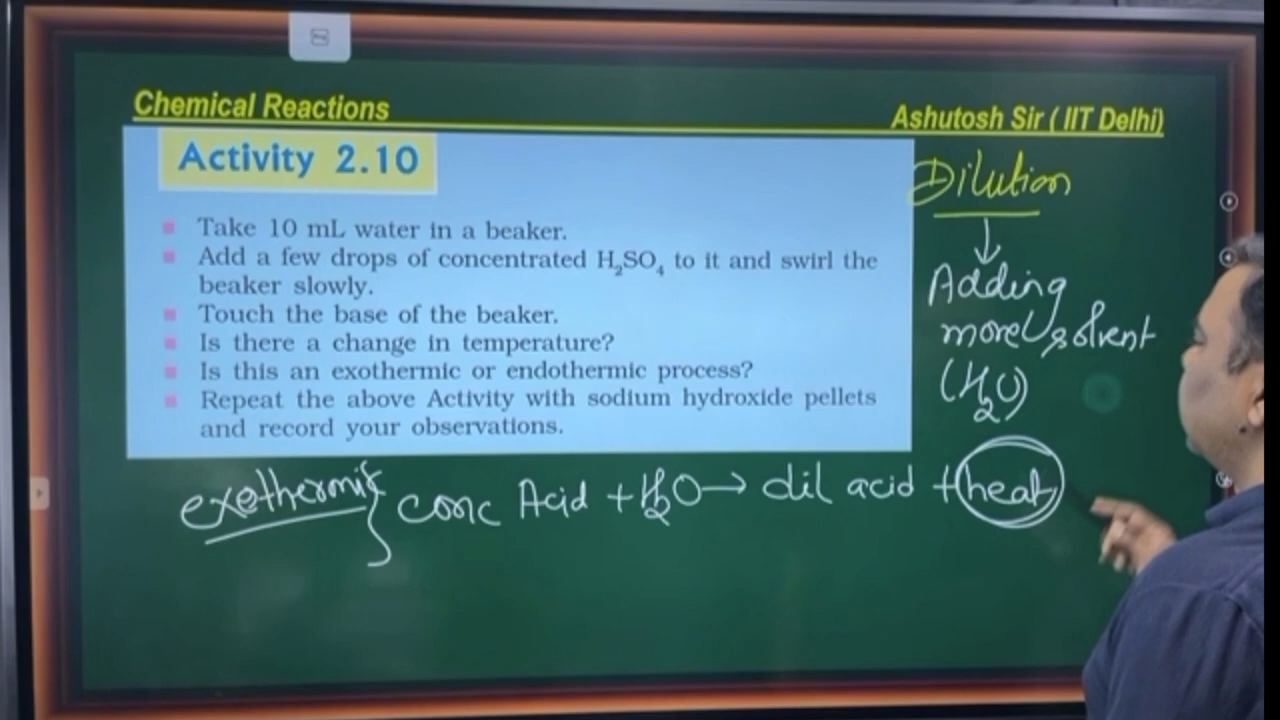 Chemical Reactions
Ashutosh Sir ( IIT Delhi)
Activity 2.10
Take 10 mL water in a beaker.
Add a few drops of concentrated H₂SO₄ to it and swirl the
beaker slowly.
Touch the base of the beaker.
Is there a change in temperature?
Is this an exothermic or endothermic process?
Repeat the above Activity with sodium hydroxide pellets
and record your observations.
Dilution
↓
Adding
more solvent
(H₂O)
exothermic } conc Acid + H₂O → dil acid + heat